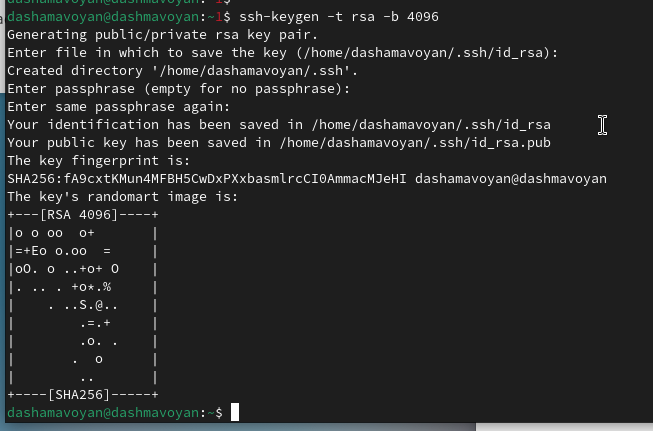 dashamavoyan@dashmavoyan:~1$ ssh-keygen -t rsa -b 4096
Generating public/private rsa key pair.
Enter file in which to save the key (/home/dashamavoyan/.ssh/id_rsa):
Created directory '/home/dashamavoyan/.ssh'.
Enter passphrase (empty for no passphrase):
Enter same passphrase again:
Your identification has been saved in /home/dashamavoyan/.ssh/id_rsa
Your public key has been saved in /home/dashamavoyan/.ssh/id_rsa.pub
The key fingerprint is:
SHA256:fA9cxtKMun4MFBH5CwDxPXxbasmlrcCI0AmmacMJeHI dashamavoyan@dashmavoyan
The key's randomart image is:
+---[RSA 4096]----+
|o o oo  o+       |
|=+Eo o.oo  =     |
|oO. o ..+o+ O    |
|. .. . +o*.%     |
|    . ..S.@..    |
|        .=.+     |
|        .o. .    |
|       .  o      |
|        ..       |
+----[SHA256]-----+
dashamavoyan@dashmavoyan:~$